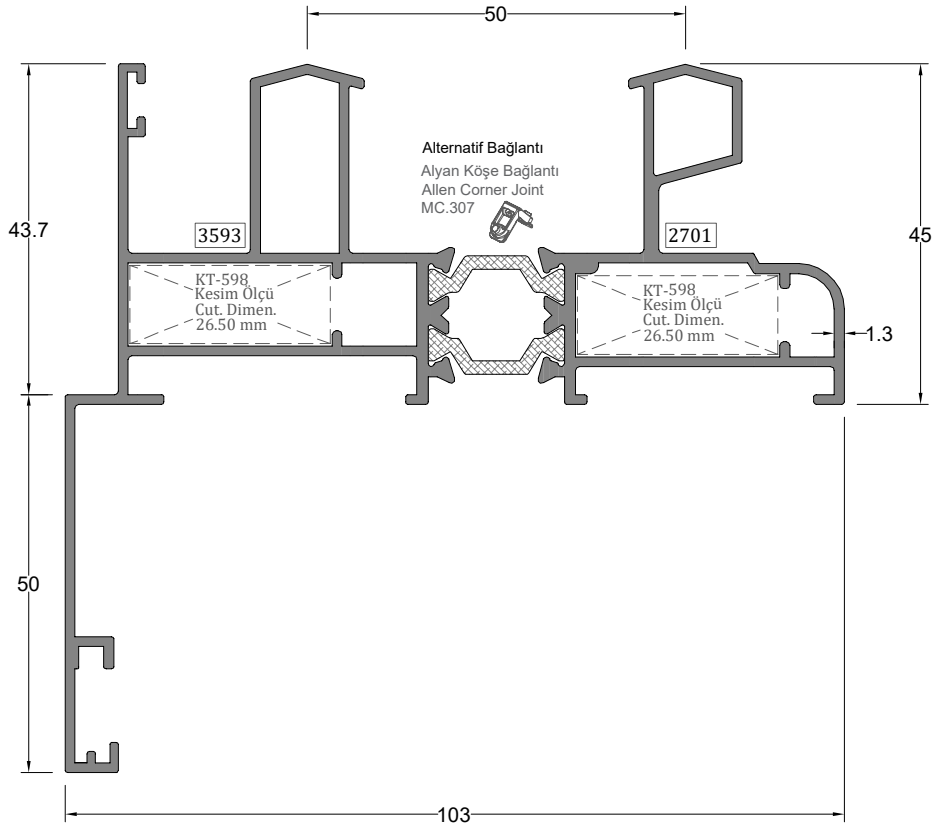 50
Alternatif Bağlantı
Alyan Köşe Bağlantı
Allen Corner Joint
MC.307
43.7
3593
2701
45
KT-598
Kesim Ölçü
Cut. Dimen.
26.50 mm
KT-598
Kesim Ölçü
Cut. Dimen.
26.50 mm
1.3
50
103